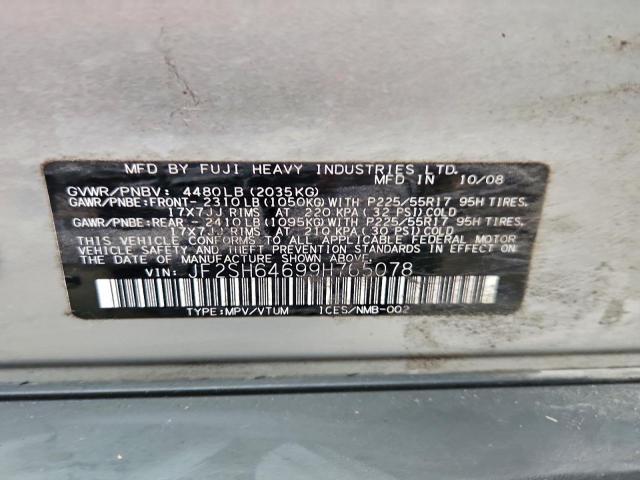 MFD BY FUJI HEAVY INDUSTRIES LTD.
MFD IN 10/08
GVWR/PNBV: 4480LB (2035KG)
GAWR/PNBE:FRONT- 2310LB (1050KG)WITH P225/55R17 95H TIRES,
17X7JJ RIMS AT 220 KPA (32 PSI) COLD
GAWR/PNBE:REAR - 2410LB (1095KG)WITH P225/55R17 95H TIRES,
17X7JJ RIMS AT 210 KPA (30 PSI) COLD
THIS VEHICLE CONFORMS TO ALL APPLICABLE FEDERAL MOTOR
VEHICLE SAFETY, BUMPER, AND THEFT PREVENTION STANDARDS IN EFFECT ON
THE DATE OF MANUFACTURE SHOWN ABOVE.
VIN: JF2SH64699H765078
TYPE:MPV/VTUM ICES/NMB-002